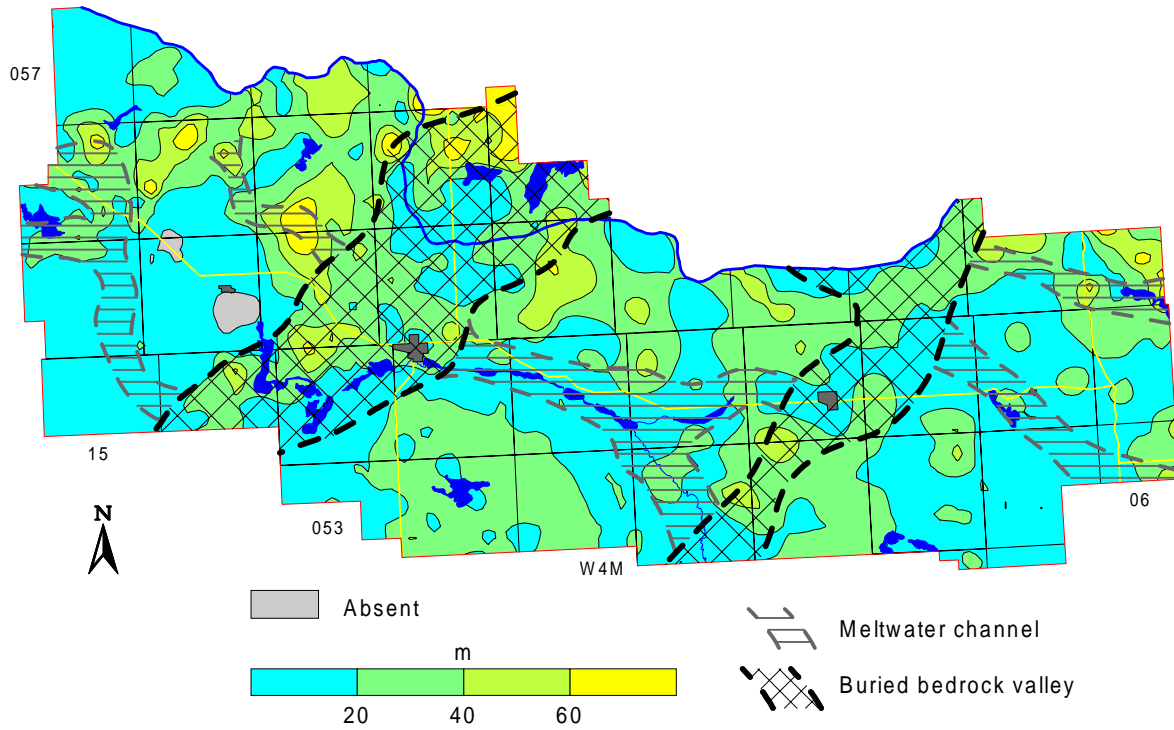 057
15
N
053
06
W4M
Absent
Meltwater channel
m
Buried bedrock valley
20 40 60